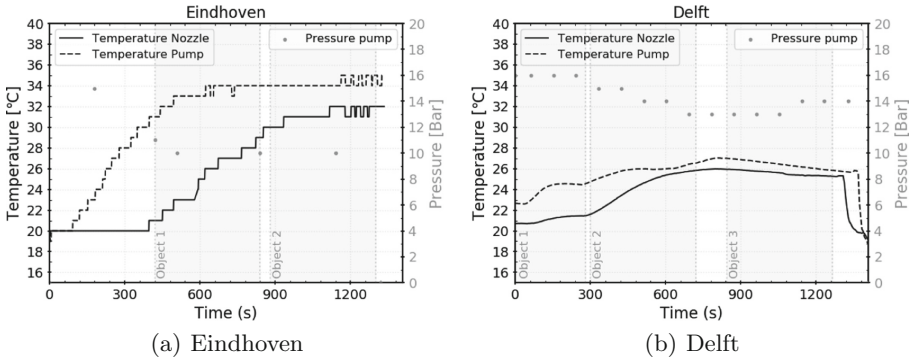 Eindhoven
40
38
36
34
32
30
28
26
24
22
20
18
16
Temperature [°C]
Temperature Nozzle
Temperature Pump
Pressure pump
Object 1
Object 2
20
18
16
14
12
10
8
6
4
2
0
Pressure [Bar]
0 300 600 900 1200
Time (s)
(a) Eindhoven
Delft
40
38
36
34
32
30
28
26
24
22
20
18
16
Temperature [°C]
Temperature Nozzle
Temperature Pump
Pressure pump
Object 1
Object 2
Object 3
20
18
16
14
12
10
8
6
4
2
0
Pressure [Bar]
0 300 600 900 1200
Time (s)
(b) Delft